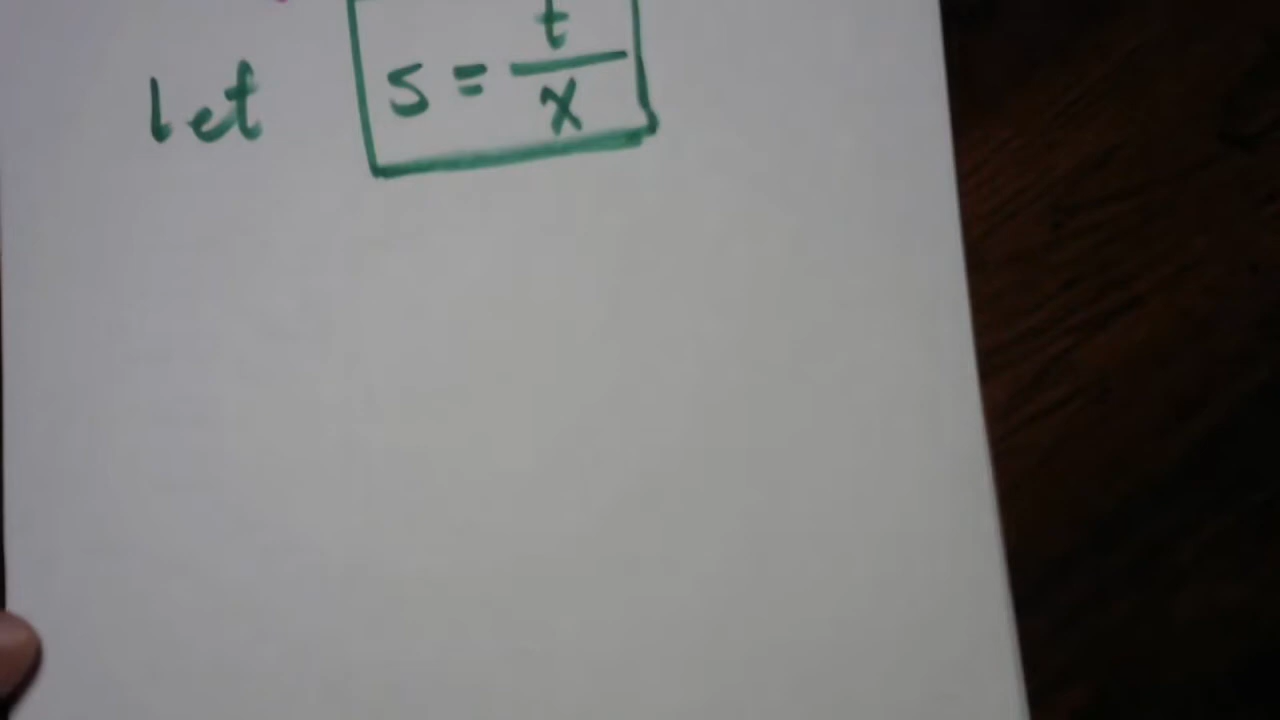 let s = t/x